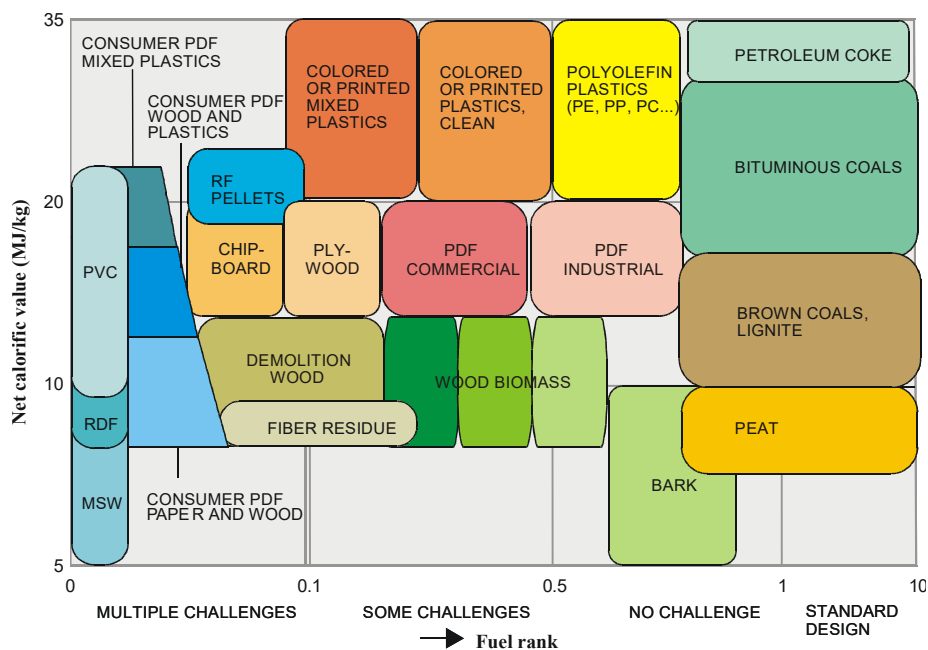 35
CONSUMER PDF
MIXED PLASTICS
CONSUMER PDF
WOOD AND
PLASTICS
COLORED
OR PRINTED
MIXED
PLASTICS
COLORED
OR PRINTED
PLASTICS,
CLEAN
POLYOLEFIN
PLASTICS
(PE, PP, PC...)
PETROLEUM COKE
BITUMINOUS COALS
RF
PELLETS
20
Net calorific value (MJ/kg)
PVC
CHIP-
BOARD
PLY-
WOOD
PDF
COMMERCIAL
PDF
INDUSTRIAL
BROWN COALS,
LIGNITE
DEMOLITION
WOOD
WOOD BIOMASS
10
RDF
FIBER RESIDUE
PEAT
BARK
MSW
CONSUMER PDF
PAPER AND WOOD
5
0
0.1
0.5
1
10
MULTIPLE CHALLENGES
SOME CHALLENGES
NO CHALLENGE
STANDARD
DESIGN
Fuel rank